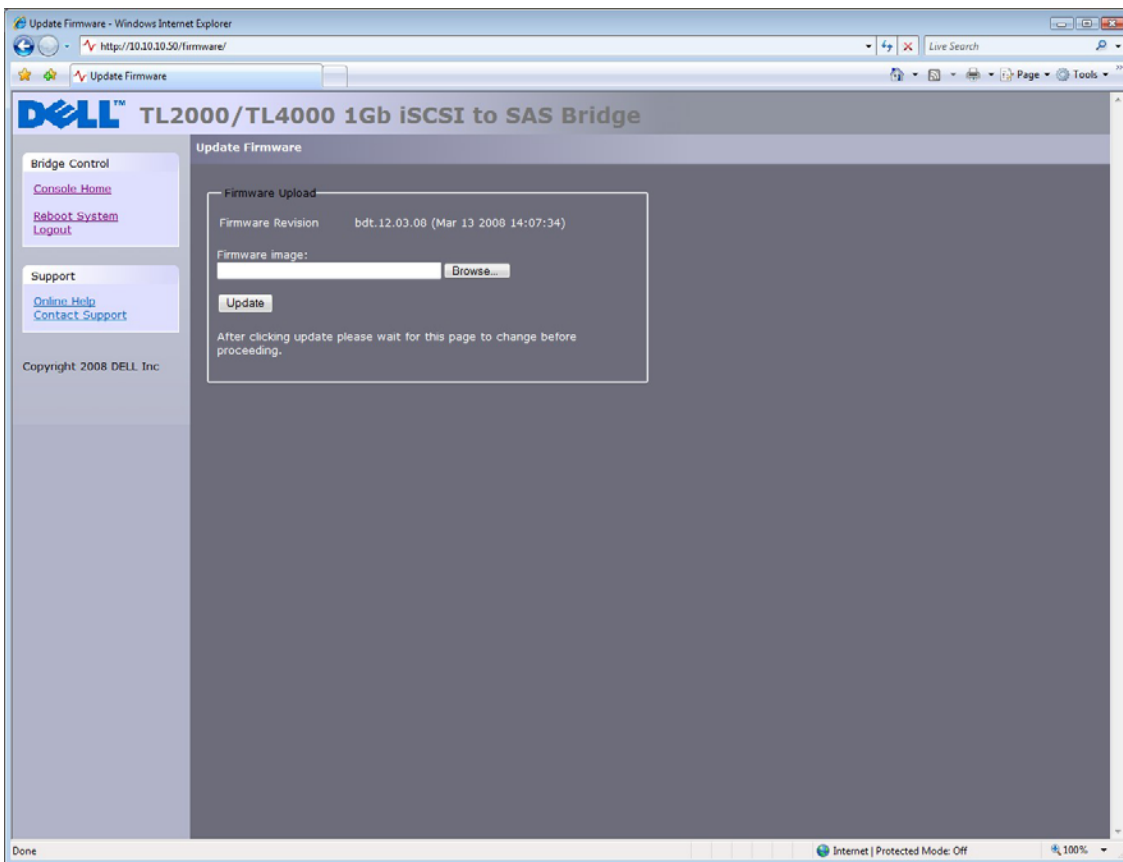 Update Firmware - Windows Internet Explorer
http://10.10.10.50/firmware/
Live Search
Update Firmware
Page
Tools
DELL™ TL2000/TL4000 1Gb iSCSI to SAS Bridge
Update Firmware
Bridge Control
Console Home
Reboot System
Logout
Support
Online Help
Contact Support
Copyright 2008 DELL Inc
Firmware Upload
Firmware Revision bdt.12.03.08 (Mar 13 2008 14:07:34)
Firmware image:
Browse...
Update
After clicking update please wait for this page to change before
proceeding.
Done
Internet | Protected Mode: Off
100%